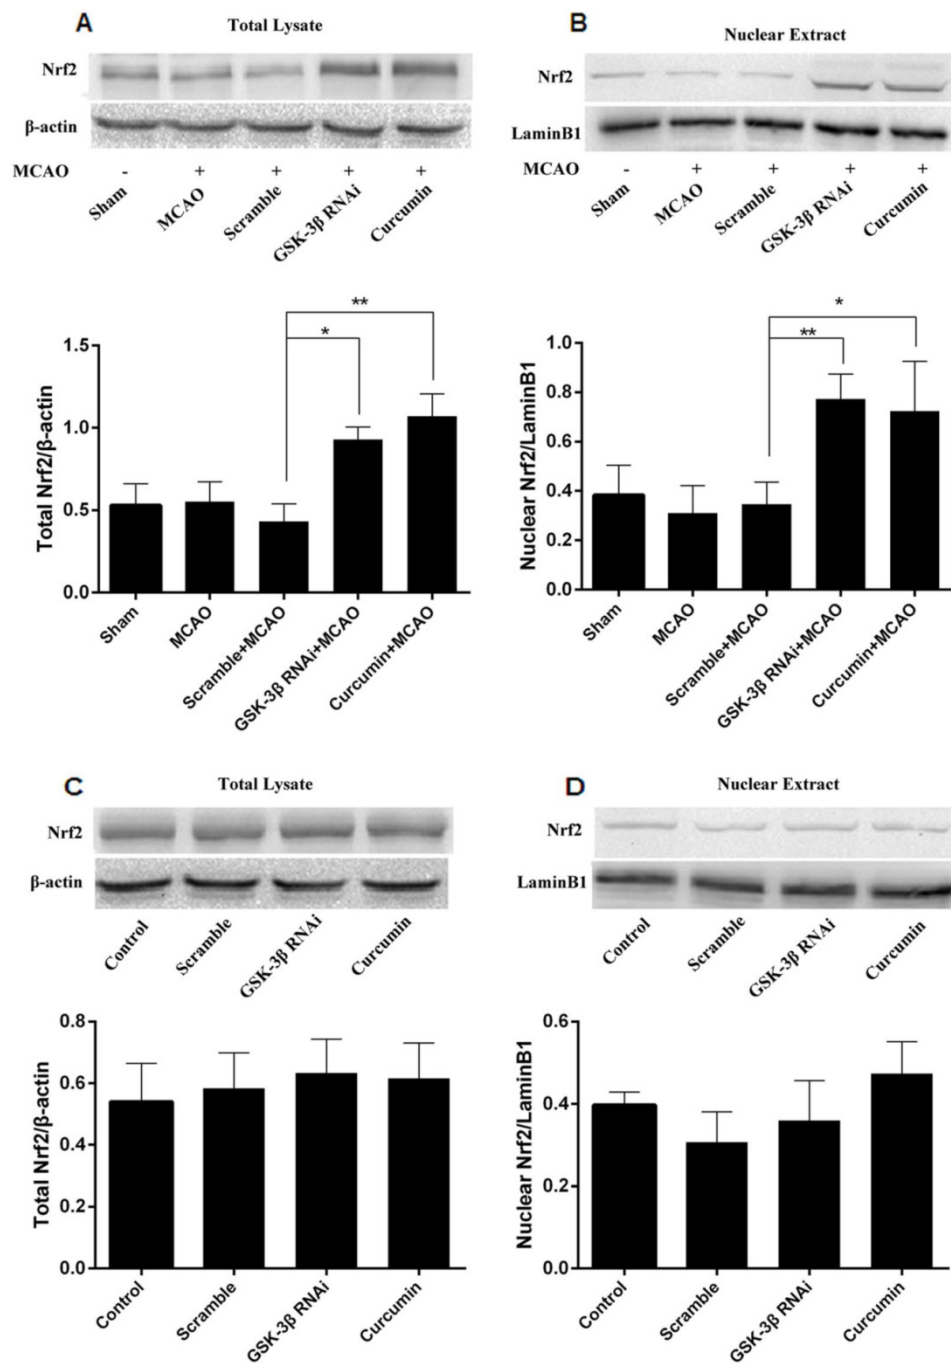 A
Total Lysate
Nrf2
β-actin
MCAO - + + + +
Sham MCAO Scramble GSK-3β RNAi Curcumin
B
Nuclear Extract
Nrf2
LaminB1
MCAO - + + + +
Sham MCAO Scramble GSK-3β RNAi Curcumin
**
*
1.5
1.0
0.5
0.0
Total Nrf2/β-actin
Sham MCAO Scramble+MCAO GSK-3β RNAi+MCAO Curcumin+MCAO
*
**
1.0
0.8
0.6
0.4
0.2
0.0
Nuclear Nrf2/LaminB1
Sham MCAO Scramble+MCAO GSK-3β RNAi+MCAO Curcumin+MCAO
C
Total Lysate
Nrf2
β-actin
Control Scramble GSK-3β RNAi Curcumin
D
Nuclear Extract
Nrf2
LaminB1
Control Scramble GSK-3β RNAi Curcumin
0.8
0.6
0.4
0.2
0.0
Total Nrf2/β-actin
Control Scramble GSK-3β RNAi Curcumin
0.6
0.4
0.2
0.0
Nuclear Nrf2/LaminB1
Control Scramble GSK-3β RNAi Curcumin